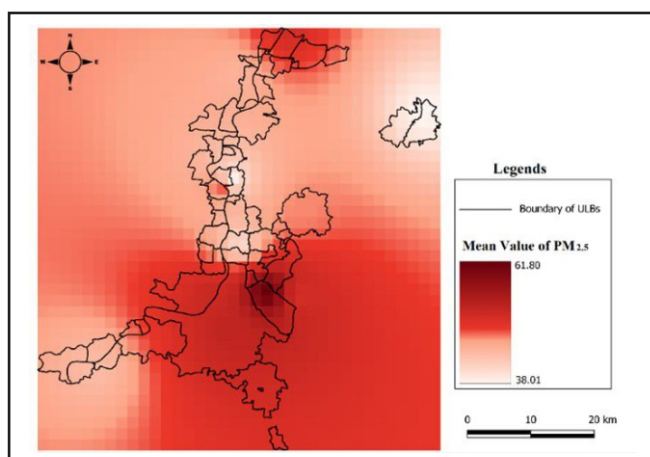 N
W E
S
Legends
Boundary of ULBs
Mean Value of PM2.5
61.80
38.01
0 10 20 km